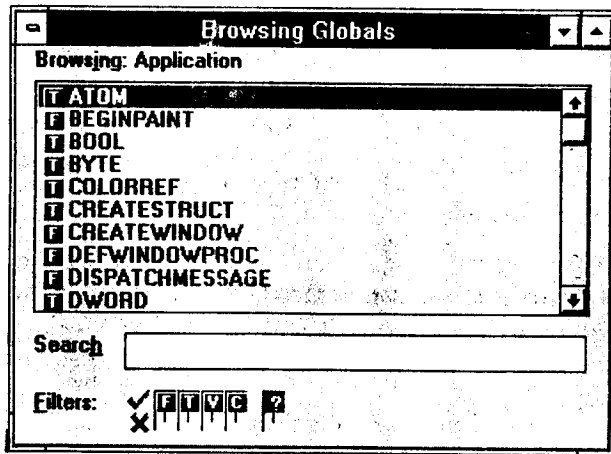 Browsing Globals
Browsing: Application
T ATOM
F BEGINPAINT
T BOOL
T BYTE
T COLORREF
T CREATESTRUCT
F CREATEWINDOW
F DEFWINDOWPROC
F DISPATCHMESSAGE
T DWORD
Search
Filters: F T V C ?